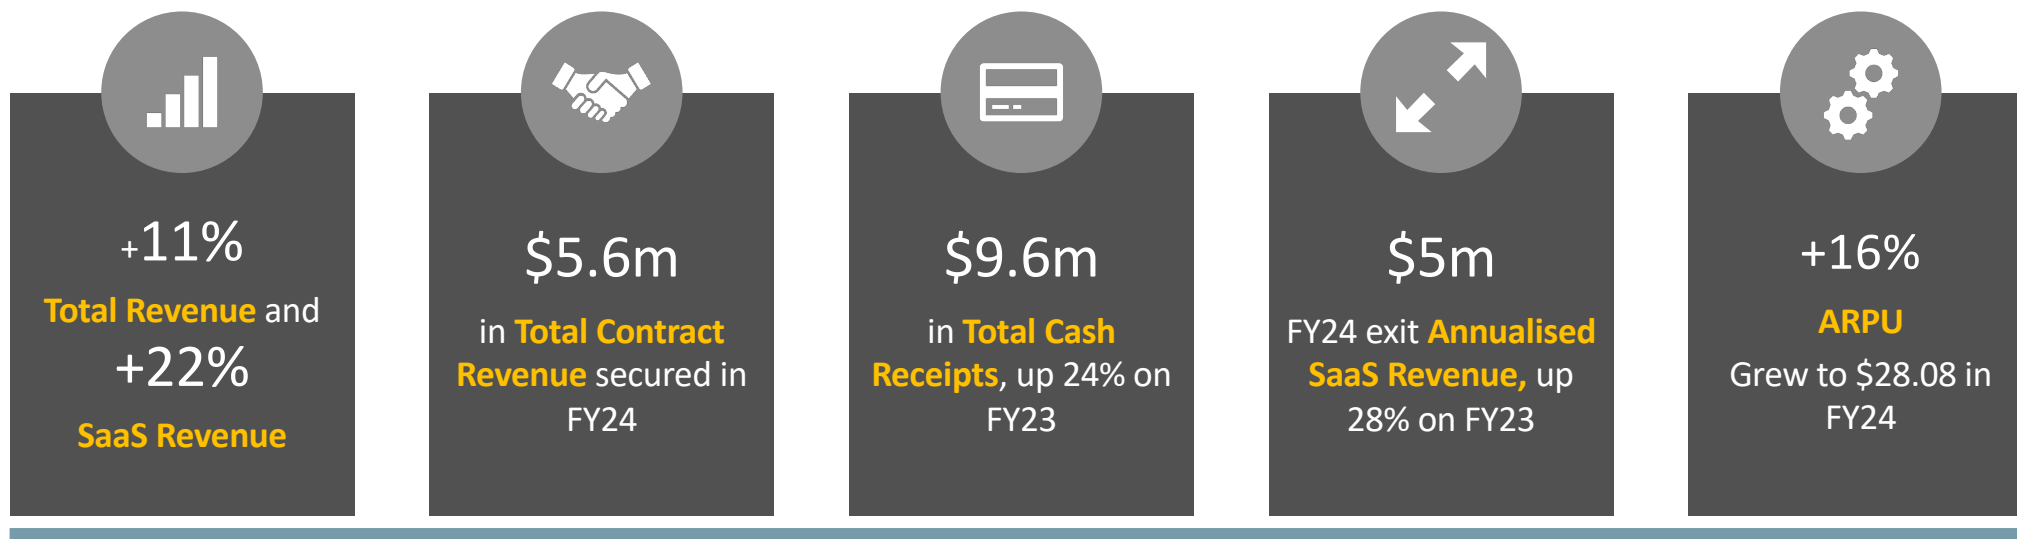 +11%
Total Revenue and
+22%
SaaS Revenue
$5.6m
in Total Contract
Revenue secured in
FY24
$9.6m
in Total Cash
Receipts, up 24% on
FY23
$5m
FY24 exit Annualised
SaaS Revenue, up
28% on FY23
+16%
ARPU
Grew to $28.08 in
FY24